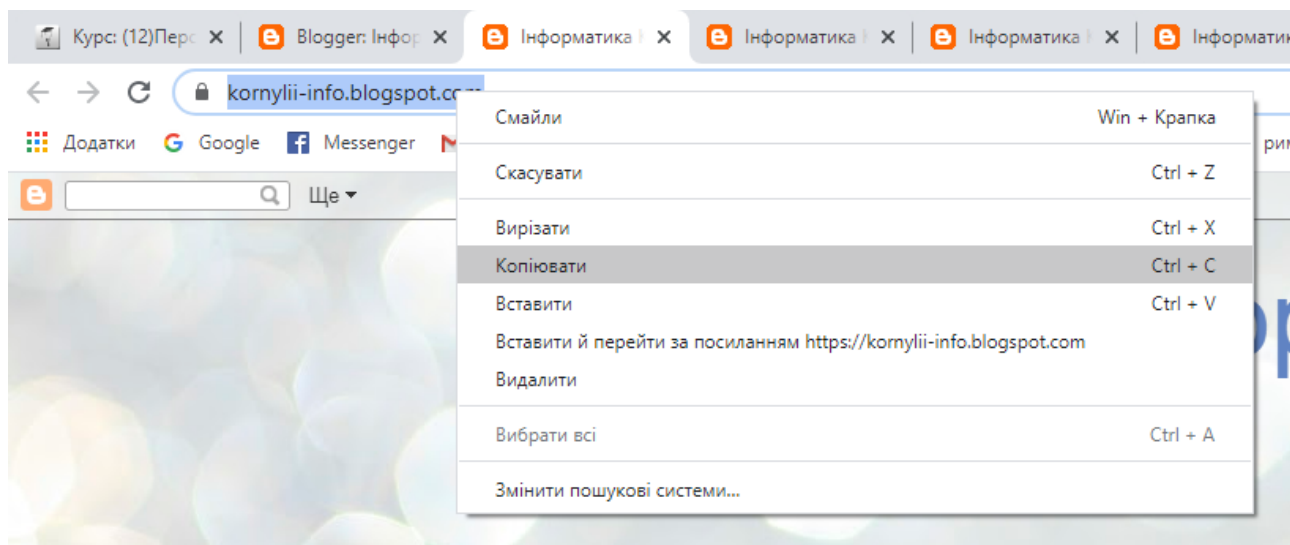 Курс: (12)Перс
Blogger: Інфор
Інформатика
Інформатика
Інформатика
Інформатик
kornylii-info.blogspot.com
Додатки Google Messenger
Ще
Смайли Win + Крапка
Скасувати Ctrl + Z
Вирізати Ctrl + X
Копіювати Ctrl + C
Вставити Ctrl + V
Вставити й перейти за посиланням https://kornylii-info.blogspot.com
Видалити
Вибрати всі Ctrl + A
Змінити пошукові системи...